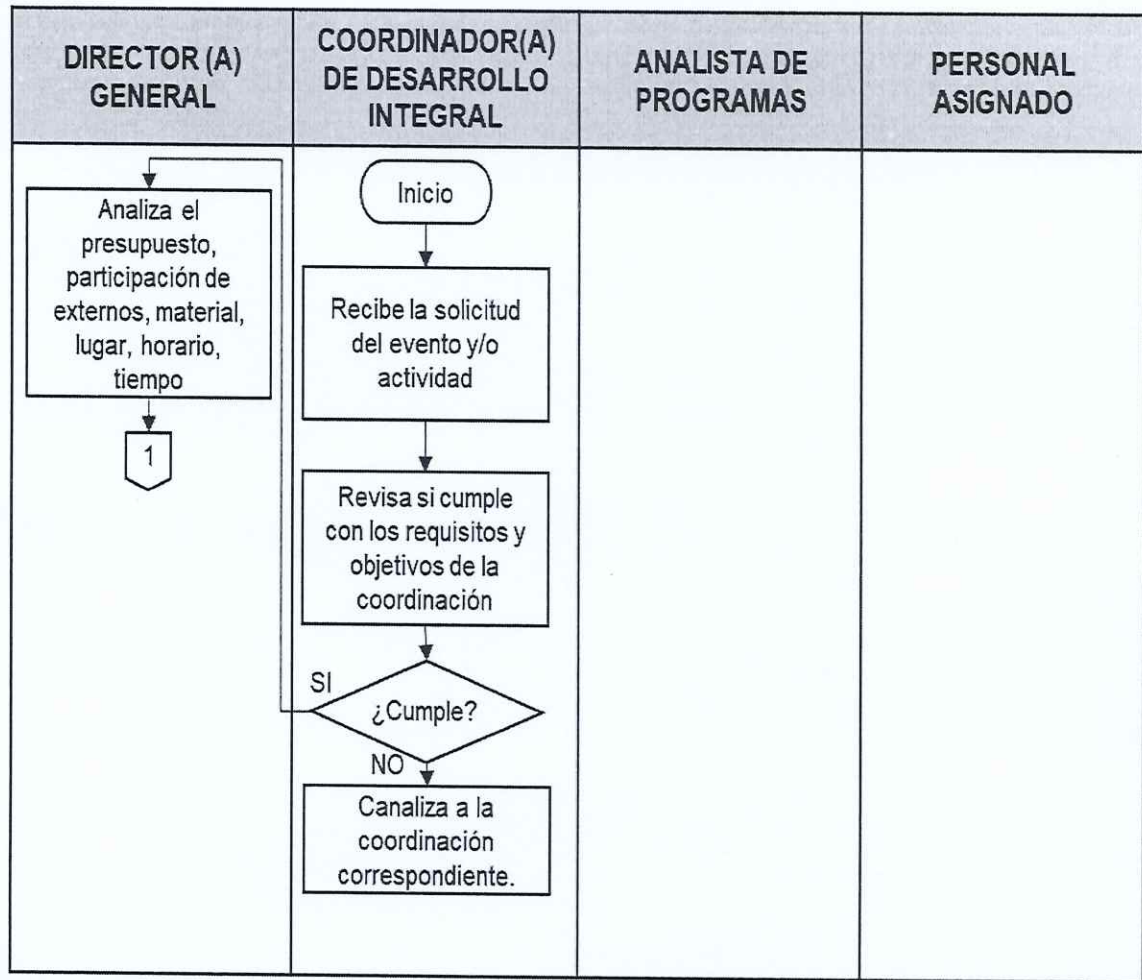 DIRECTOR (A)
GENERAL
COORDINADOR(A)
DE DESARROLLO
INTEGRAL
ANALISTA DE
PROGRAMAS
PERSONAL
ASIGNADO
Analiza el
presupuesto,
participación de
externos, material,
lugar, horario,
tiempo
1
Inicio
Recibe la solicitud
del evento y/o
actividad
Revisa si cumple
con los requisitos y
objetivos de la
coordinación
SI
¿Cumple?
NO
Canaliza a la
coordinación
correspondiente.